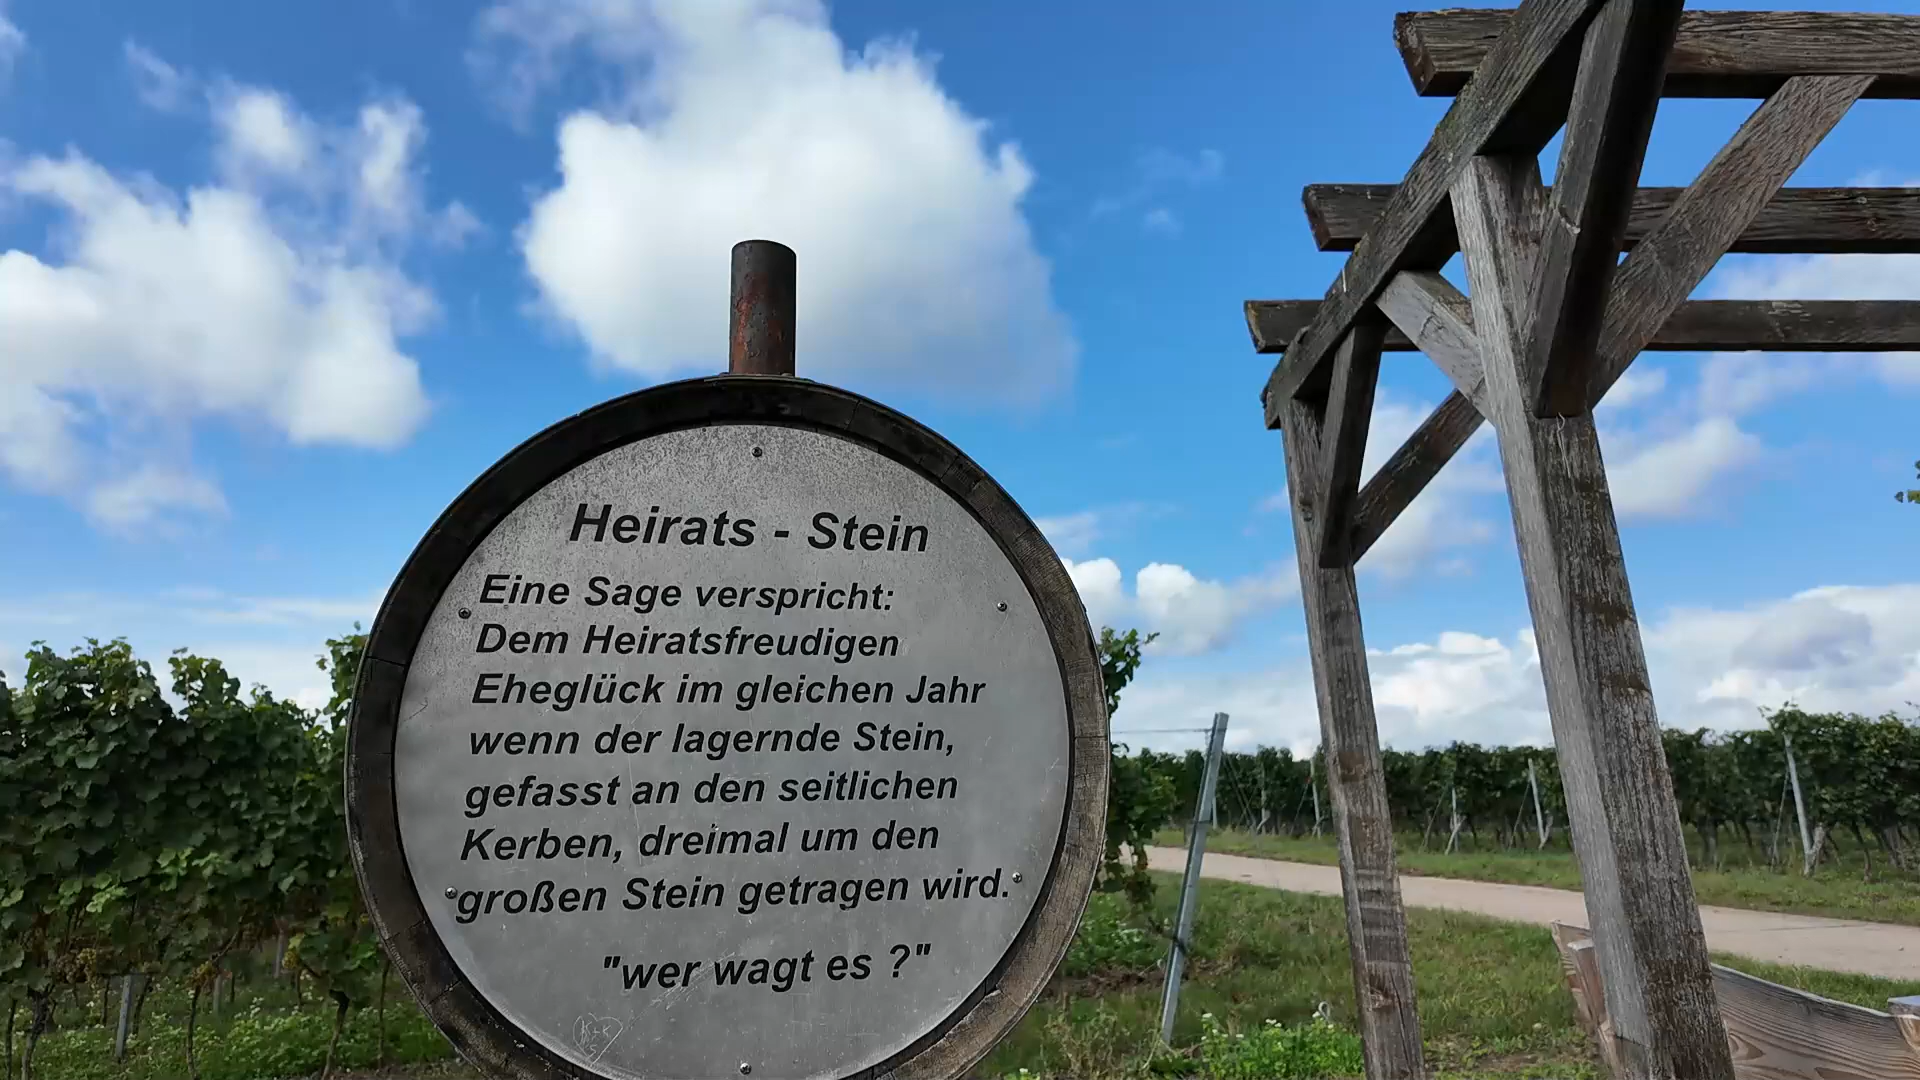 Heirats - Stein
Eine Sage verspricht:
Dem Heiratsfreudigen
Eheglück im gleichen Jahr
wenn der lagernde Stein,
gefasst an den seitlichen
Kerben, dreimal um den
großen Stein getragen wird.
"wer wagt es ?"